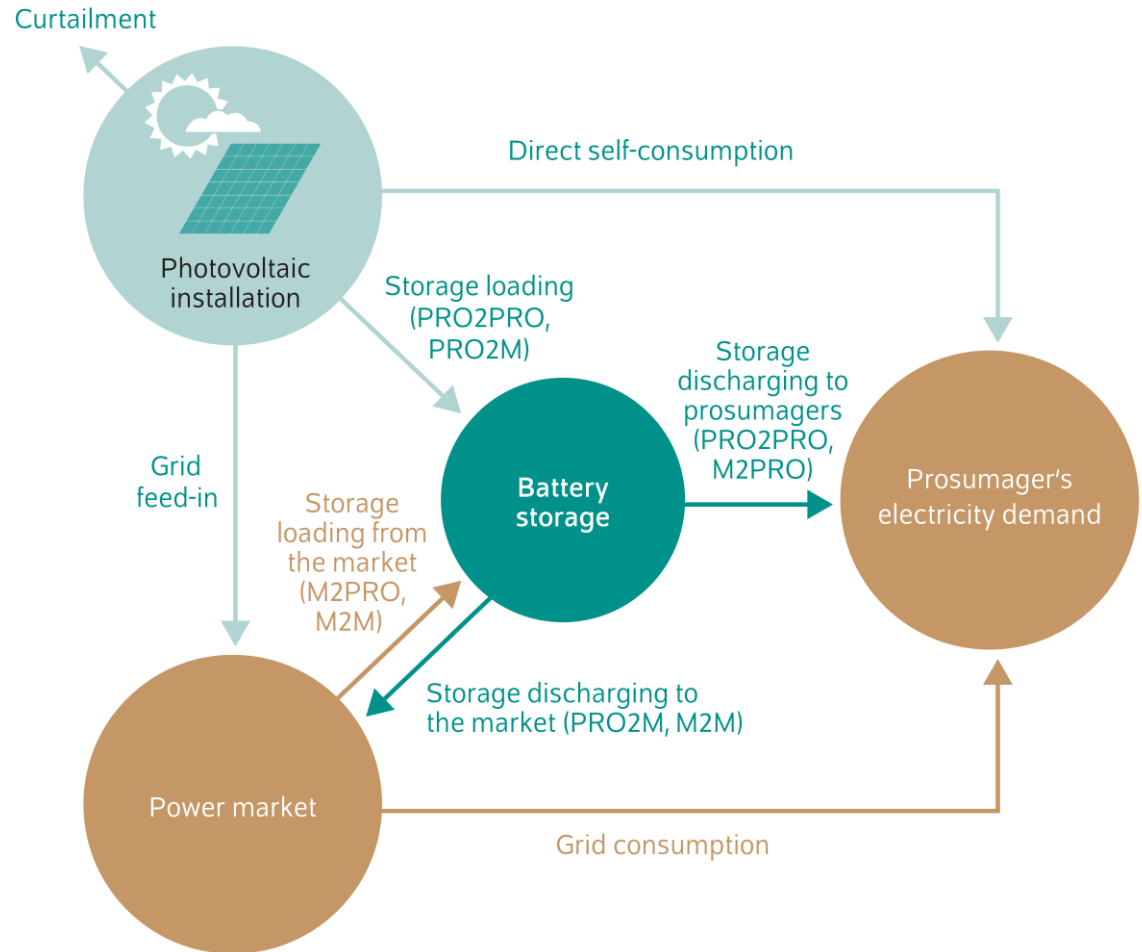 Curtailment
Direct self-consumption
Photovoltaic
installation
Storage loading
(PRO2PRO,
PRO2M)
Storage
discharging to
prosumagers
(PRO2PRO,
M2PRO)
Grid
feed-in
Storage
loading from
the market
(M2PRO,
M2M)
Battery
storage
Prosumager‘s
electricity demand
Storage discharging to
the market (PRO2M, M2M)
Power market
Grid consumption